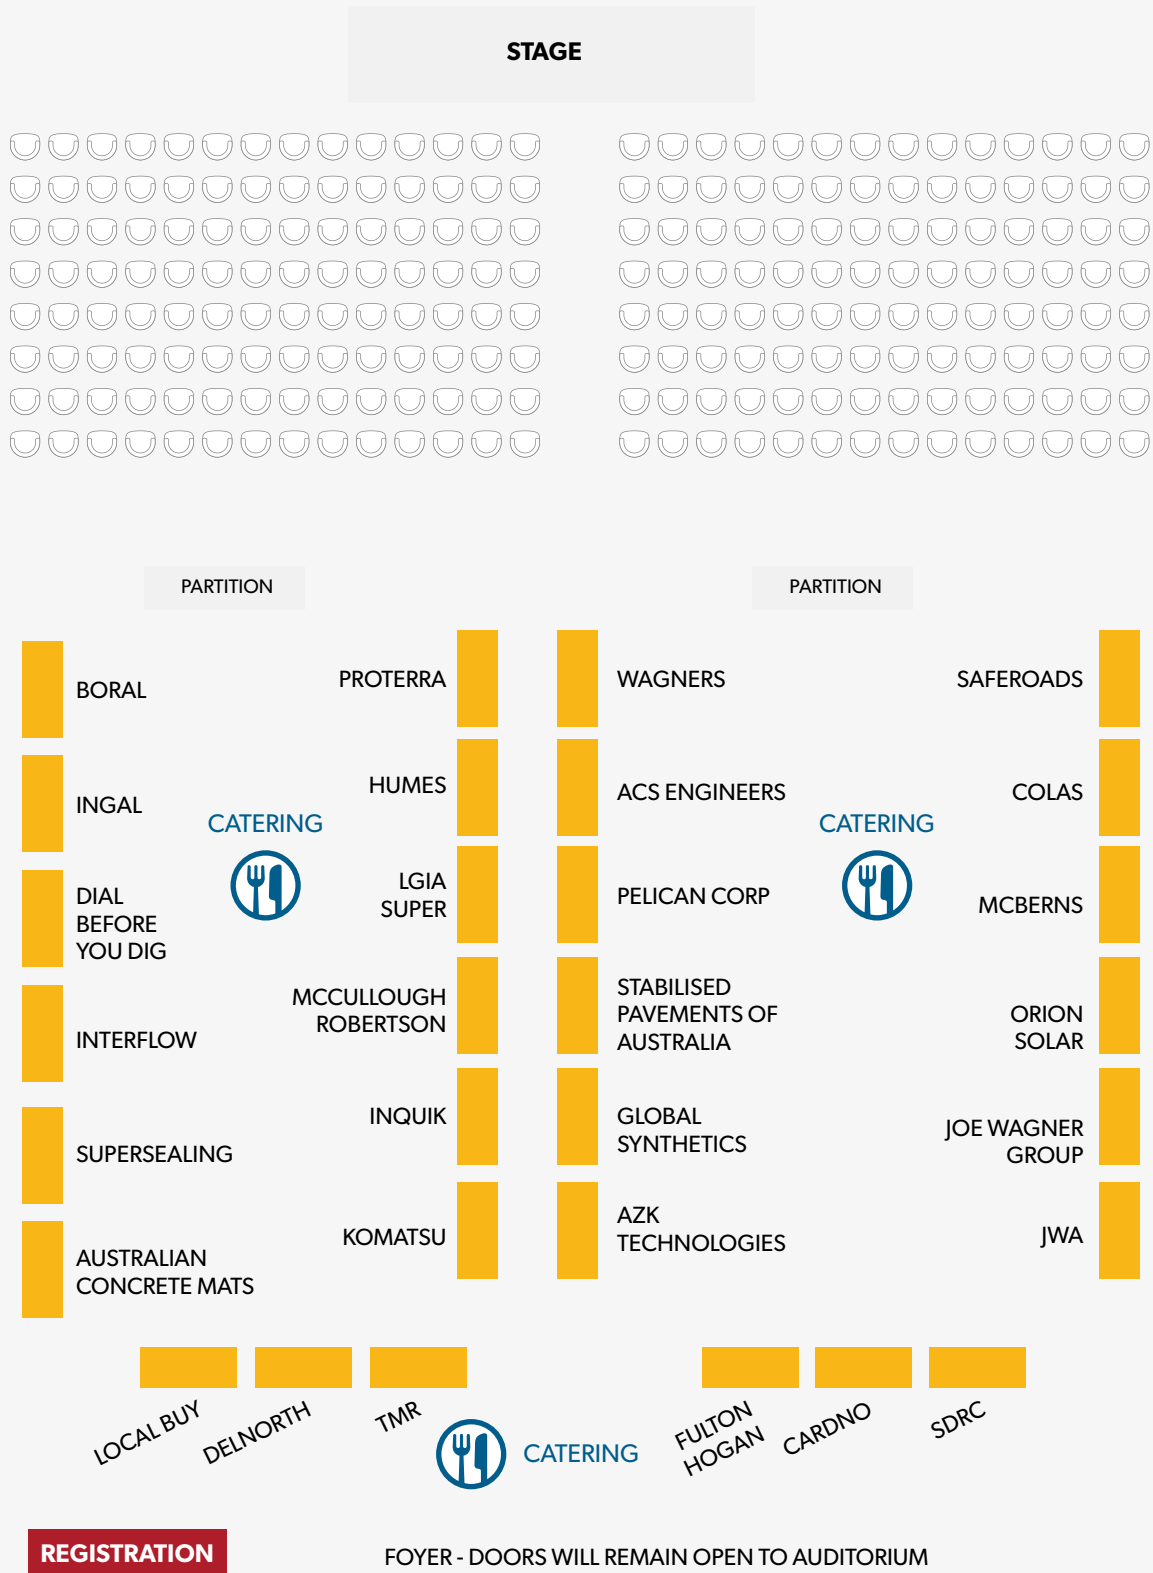 STAGE
PARTITION
PARTITION
BORAL
PROTERRA
WAGNERS
SAFEROADS
INGAL
HUMES
ACS ENGINEERS
COLAS
CATERING
CATERING
DIAL
BEFORE
YOU DIG
LGIA
SUPER
PELICAN CORP
MCBERNS
INTERFLOW
MCCULLOUGH
ROBERTSON
STABILISED
PAVEMENTS OF
AUSTRALIA
ORION
SOLAR
SUPERSEALING
INQUIK
GLOBAL
SYNTHETICS
JOE WAGNER
GROUP
AUSTRALIAN
CONCRETE MATS
KOMATSU
AZK
TECHNOLOGIES
JWA
LOCAL BUY
DELNORTH
TMR
CATERING
FULTON
HOGAN
CARDNO
SDRC
REGISTRATION
FOYER - DOORS WILL REMAIN OPEN TO AUDITORIUM